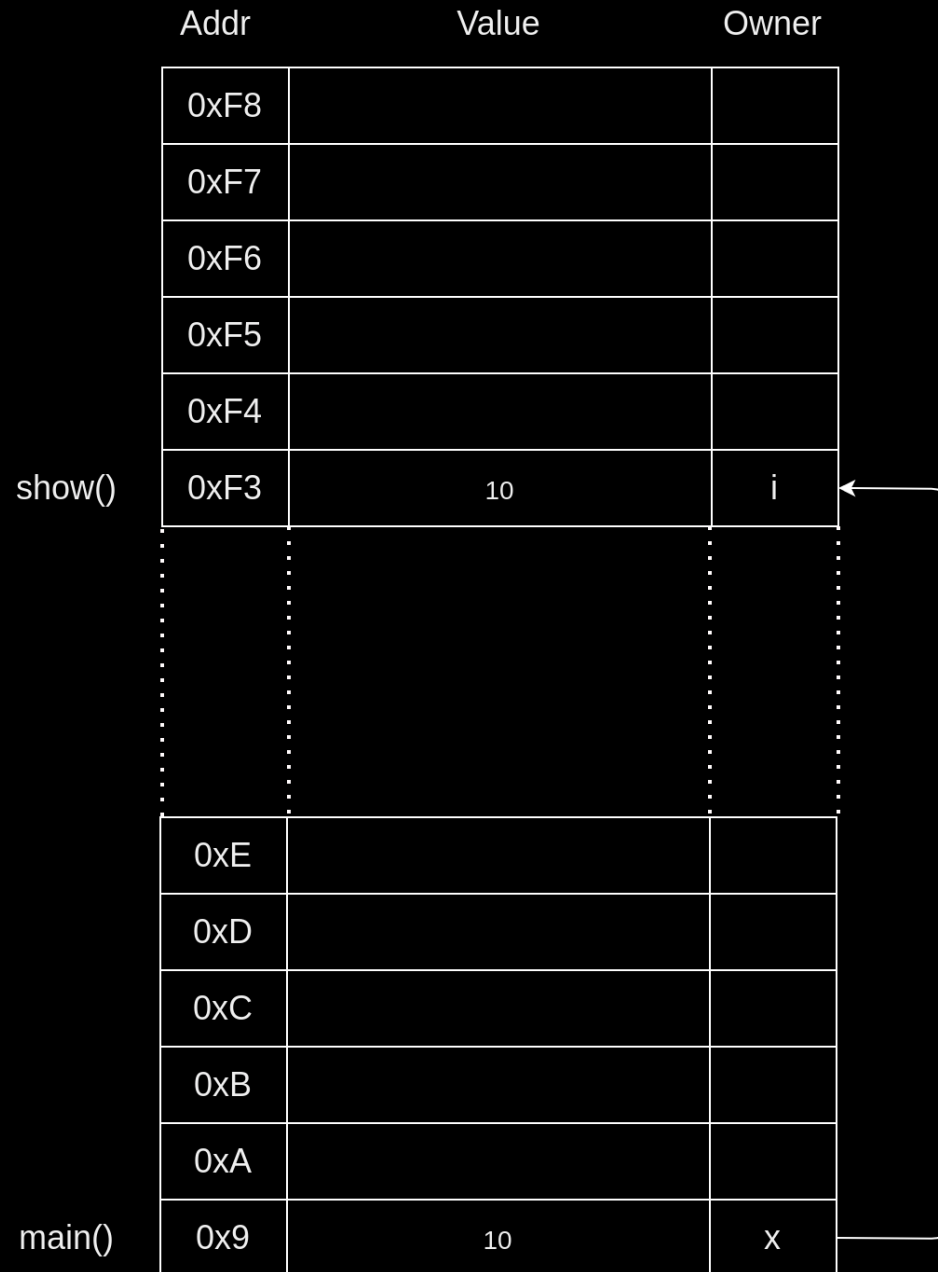 Addr Value Owner
0xF8
0xF7
0xF6
0xF5
0xF4
show() 0xF3 10 i
0xE
0xD
0xC
0xB
0xA
main() 0x9 10 x